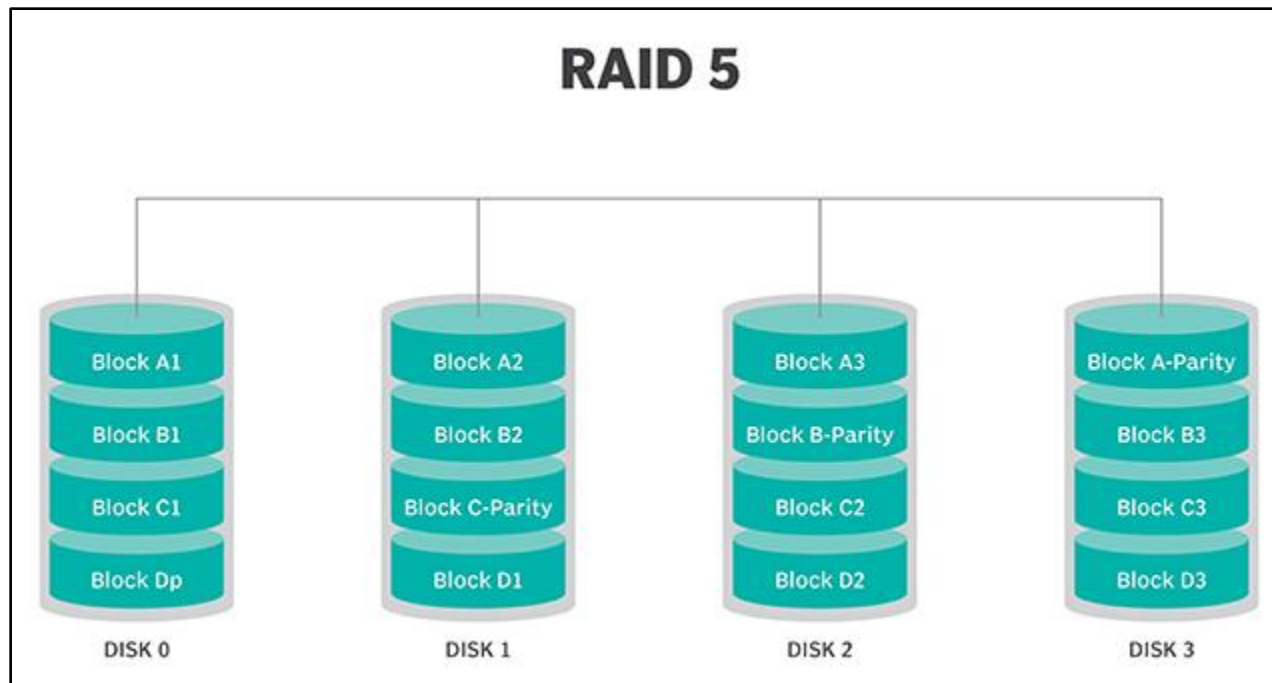 RAID 5
Block A1
Block A2
Block A3
Block A-Parity
Block B1
Block B2
Block B-Parity
Block B3
Block C1
Block C-Parity
Block C2
Block C3
Block Dp
Block D1
Block D2
Block D3
DISK 0
DISK 1
DISK 2
DISK 3